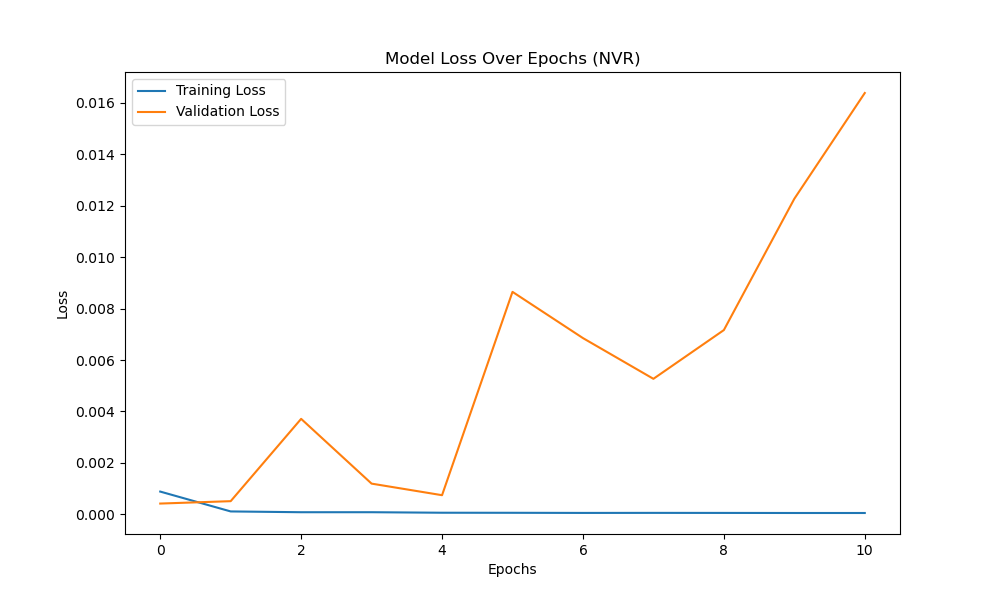 Model Loss Over Epochs (NVR)
Training Loss
Validation Loss
0.016
0.014
0.012
0.010
0.008
0.006
0.004
0.002
0.000
Loss
0 2 4 6 8 10
Epochs